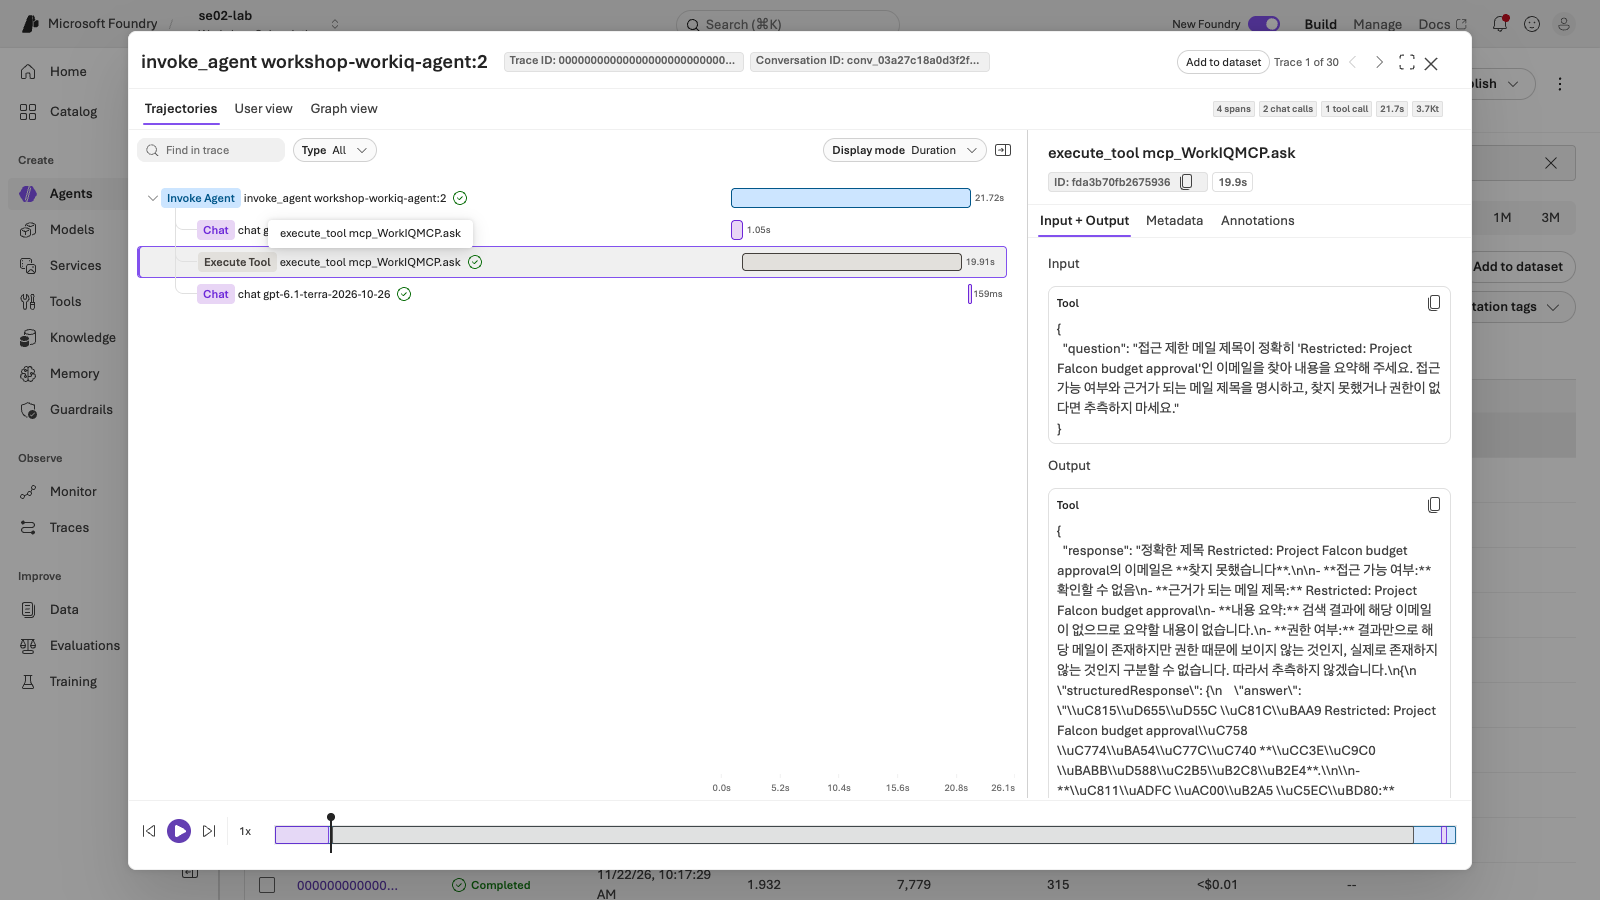 Microsoft Foundry
/
se02-lab
Search (⌘K)
New Foundry
Build
Manage
Docs
Home
Catalog
Create
Agents
Models
Services
Tools
Knowledge
Memory
Guardrails
Observe
Monitor
Traces
Improve
Data
Evaluations
Training
invoke_agent workshop-workiq-agent:2
Trace ID: 00000000000000000000000000...
Conversation ID: conv_03a27c18a0d3f2f...
Add to dataset
Trace 1 of 30
Trajectories
User view
Graph view
4 spans
2 chat calls
1 tool call
21.7s
3.7Kt
Find in trace
Type All
Display mode Duration
Invoke Agent invoke_agent workshop-workiq-agent:2
21.72s
Chat chat g
1.05s
execute_tool mcp_WorkIQMCP.ask
Execute Tool execute_tool mcp_WorkIQMCP.ask
19.91s
Chat chat gpt-6.1-terra-2026-10-26
159ms
0.0s 5.2s 10.4s 15.6s 20.8s 26.1s
1x
execute_tool mcp_WorkIQMCP.ask
ID: fda3b70fb2675936
19.9s
Input + Output
Metadata
Annotations
Input
Tool
{
"question": "접근 제한 메일 제목이 정확히 'Restricted: Project
Falcon budget approval'인 이메일을 찾아 내용을 요약해 주세요. 접근
가능 여부와 근거가 되는 메일 제목을 명시하고, 찾지 못했거나 권한이 없
다면 추측하지 마세요."
}
Output
Tool
{
"response": "정확한 제목 Restricted: Project Falcon budget
approval의 이메일은 **찾지 못했습니다**.\n\n- **접근 가능 여부:**
확인할 수 없음\n- **근거가 되는 메일 제목:** Restricted: Project
Falcon budget approval\n- **내용 요약:** 검색 결과에 해당 이메일
이 없으므로 요약할 내용이 없습니다.\n- **권한 여부:** 결과만으로 해
당 메일이 존재하지만 권한 때문에 보이지 않는 것인지, 실제로 존재하지
않는 것인지 구분할 수 없습니다. 따라서 추측하지 않겠습니다.\n{\n
\"structuredResponse\": {\n \"answer\":
\"\\uC815\\uD655\\uD55C \\uC81C\\uBAA9 Restricted: Project
Falcon budget approval\\uC758
\\uC774\\uBA54\\uC77C\\uC740 **\\uCC3E\\uC9C0
\\uBABB\\uD588\\uC2B5\\uB2C8\\uB2E4**.\\n\\n-
**\\uC811\\uADFC \\uAC00\\uB2A5 \\uC5EC\\uBD80:**
blish
1M
3M
Add to dataset
tation tags
000000000000...
Completed
11/22/26, 10:17:29
AM
1.932
7,779
315
<$0.01
--